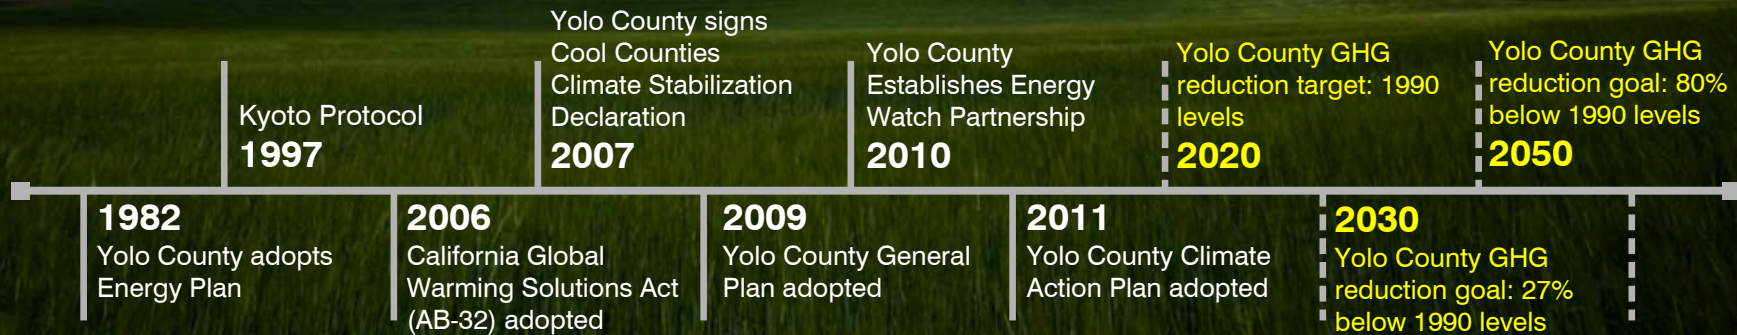 Yolo County signs
Cool Counties
Climate Stabilization
Declaration
2007
Kyoto Protocol
1997
Yolo County
Establishes Energy
Watch Partnership
2010
Yolo County GHG
reduction target: 1990
levels
2020
Yolo County GHG
reduction goal: 80%
below 1990 levels
2050
1982
Yolo County adopts
Energy Plan
2006
California Global
Warming Solutions Act
(AB-32) adopted
2009
Yolo County General
Plan adopted
2011
Yolo County Climate
Action Plan adopted
2030
Yolo County GHG
reduction goal: 27%
below 1990 levels